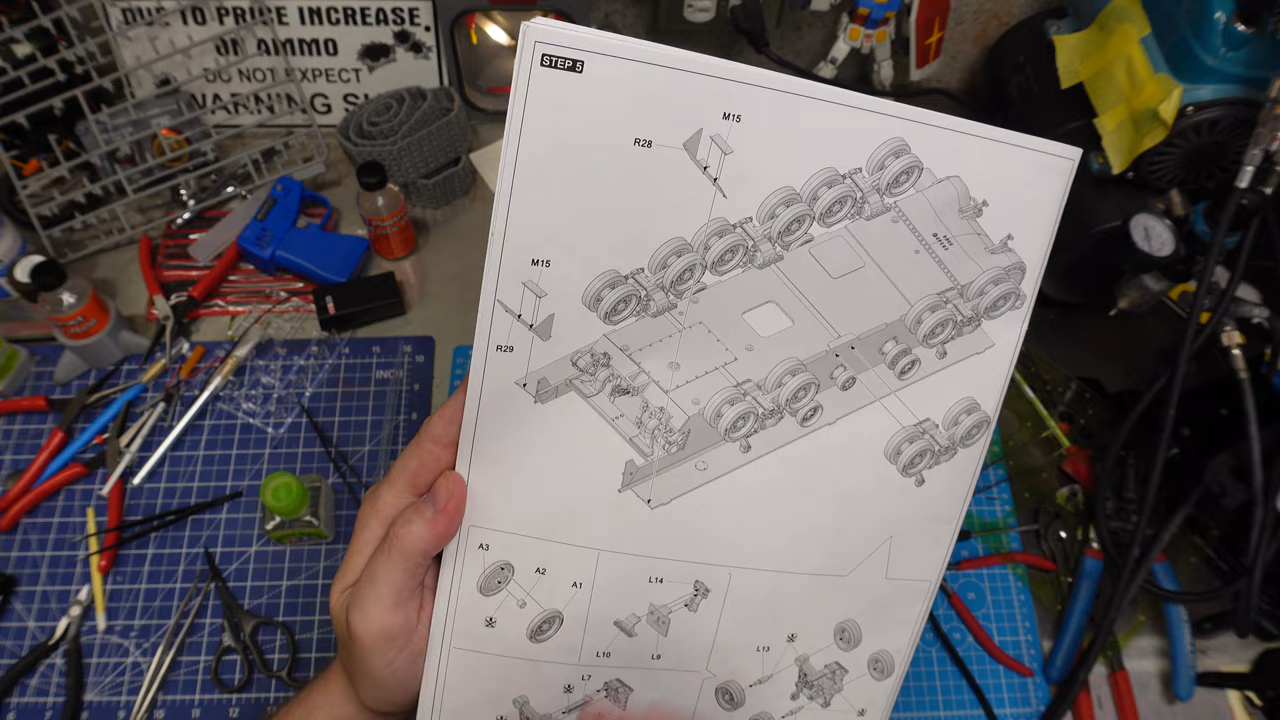 DUE TO PRICE INCREASE
ON AMMO
DO NOT EXPECT
WARNING
STEP 5
M15
R28
M15
R29
A3
A2
A1
L14
L10
L9
L13
L7
INCH